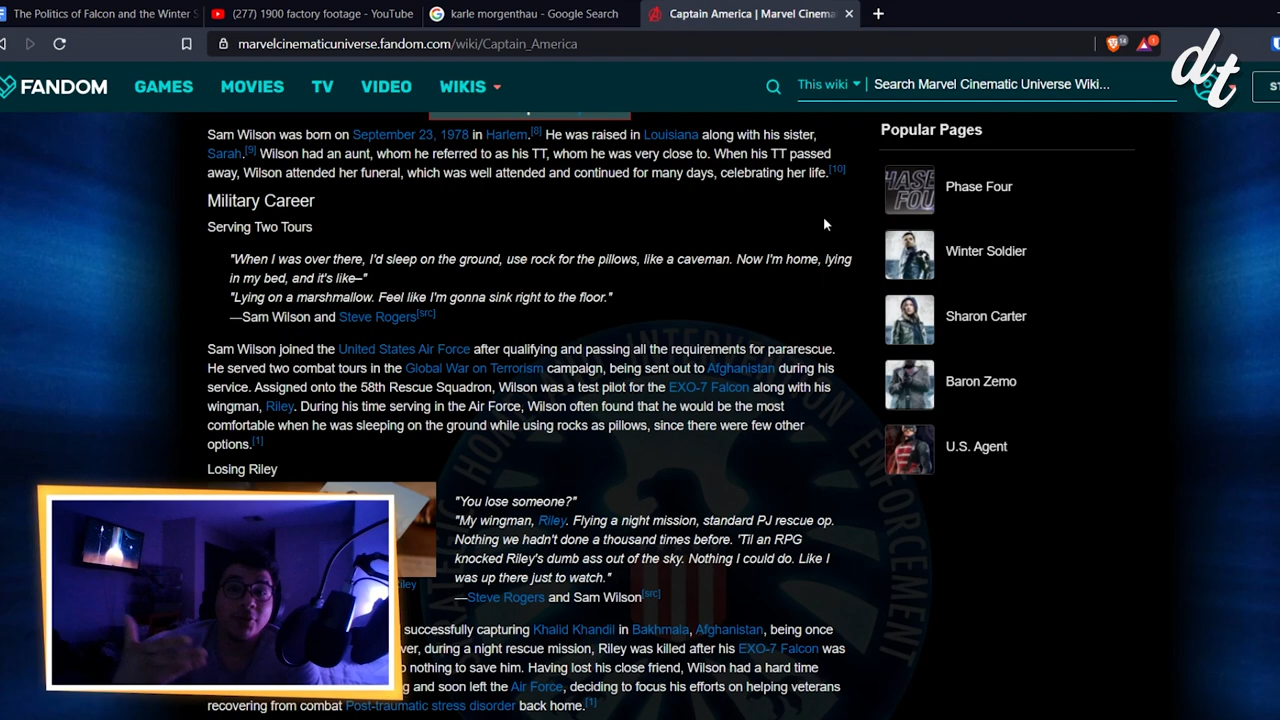 The Politics of Falcon and the Winter S
(277) 1900 factory footage - YouTube
karle morgenthau - Google Search
Captain America | Marvel Cinema
marvelcinematicuniverse.fandom.com/wiki/Captain_America
14
1
dt
FANDOM
GAMES
MOVIES
TV
VIDEO
WIKIS
This wiki
Search Marvel Cinematic Universe Wiki...
ST
Sam Wilson was born on September 23, 1978 in Harlem.[8] He was raised in Louisiana along with his sister,
Sarah.[9] Wilson had an aunt, whom he referred to as his TT, whom he was very close to. When his TT passed
away, Wilson attended her funeral, which was well attended and continued for many days, celebrating her life.[10]
Military Career
Serving Two Tours
"When I was over there, I'd sleep on the ground, use rock for the pillows, like a caveman. Now I'm home, lying
in my bed, and it's like–"
"Lying on a marshmallow. Feel like I'm gonna sink right to the floor."
―Sam Wilson and Steve Rogers[src]
Sam Wilson joined the United States Air Force after qualifying and passing all the requirements for pararescue.
He served two combat tours in the Global War on Terrorism campaign, being sent out to Afghanistan during his
service. Assigned onto the 58th Rescue Squadron, Wilson was a test pilot for the EXO-7 Falcon along with his
wingman, Riley. During his time serving in the Air Force, Wilson often found that he would be the most
comfortable when he was sleeping on the ground while using rocks as pillows, since there were few other
options.[1]
Losing Riley
"You lose someone?"
"My wingman, Riley. Flying a night mission, standard PJ rescue op.
Nothing we hadn't done a thousand times before. 'Til an RPG
knocked Riley's dumb ass out of the sky. Nothing I could do. Like I
was up there just to watch."
―Steve Rogers and Sam Wilson[src]
Riley
successfully capturing Khalid Khandil in Bakhmala, Afghanistan, being once
ver, during a night rescue mission, Riley was killed after his EXO-7 Falcon was
o nothing to save him. Having lost his close friend, Wilson had a hard time
g and soon left the Air Force, deciding to focus his efforts on helping veterans
recovering from combat Post-traumatic stress disorder back home.[1]
Popular Pages
PHASE
FOU
Phase Four
Winter Soldier
Sharon Carter
Baron Zemo
U.S. Agent
HOMELAND INTERVENTION ENFORCEMENT